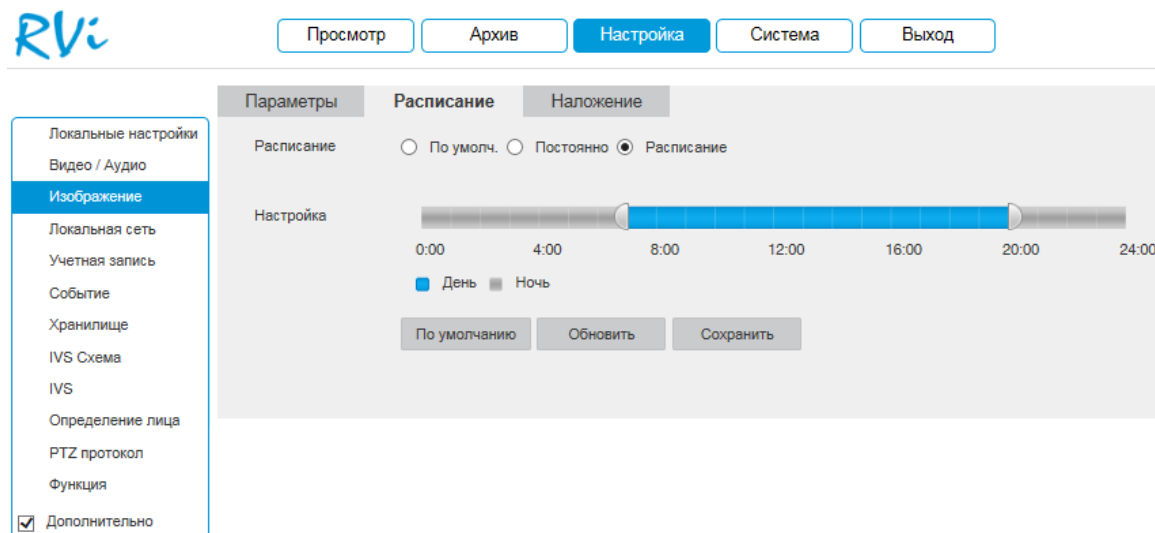 RVi
Просмотр Архив Настройка Система Выход
Параметры Расписание Наложение
Локальные настройки
Видео / Аудио
Изображение
Локальная сеть
Учетная запись
Событие
Хранилище
IVS Схема
IVS
Определение лица
PTZ протокол
Функция
Дополнительно
Расписание По умолч. Постоянно Расписание
Настройка
0:00 4:00 8:00 12:00 16:00 20:00 24:00
День Ночь
По умолчанию Обновить Сохранить